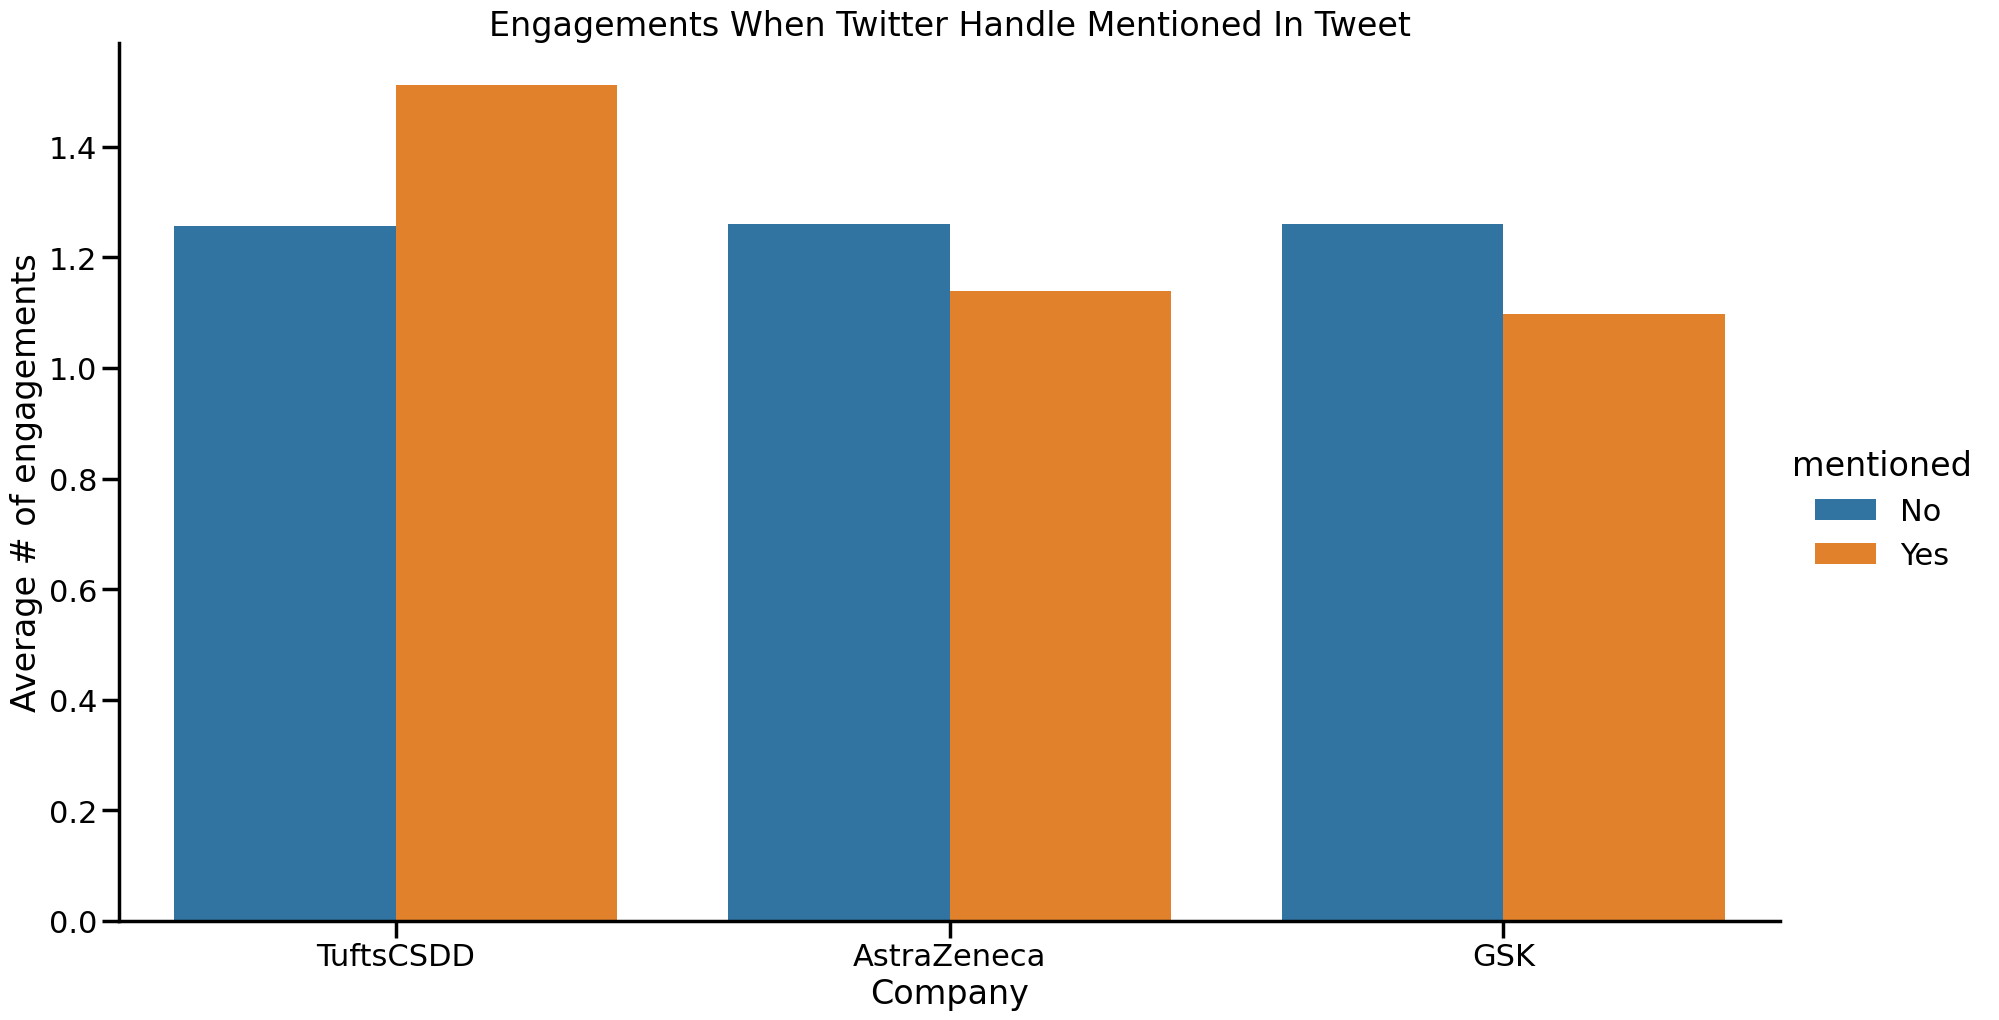 Engagements When Twitter Handle Mentioned In Tweet
Average # of engagements
1.4
1.2
1.0
0.8
0.6
0.4
0.2
0.0
TuftsCSDD
AstraZeneca
GSK
Company
mentioned
No
Yes